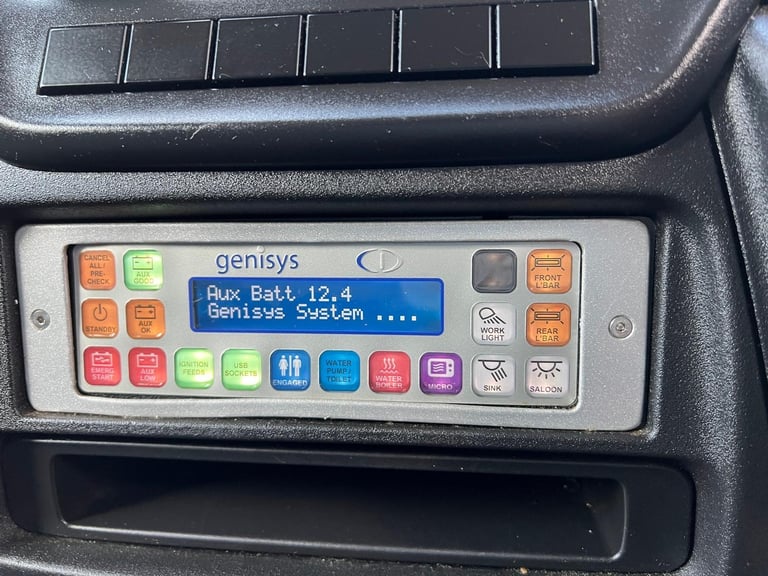 genisys
Aux Batt 12.4
Genisys System ....
CANCEL
ALL /
PRE-
CHECK
AUX
GOOD
FRONT
L'BAR
STANDBY
AUX
OK
WORK
LIGHT
REAR
L'BAR
EMERG
START
AUX
LOW
IGNITION
FEEDS
USB
SOCKETS
ENGAGED
WATER
PUMP /
TOILET
WATER
BOILER
MICRO
SINK
SALOON